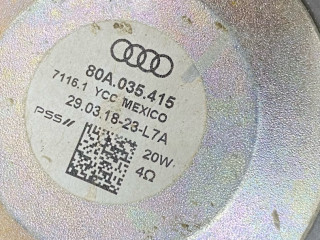 80A.035.415
7116.1 YCC MEXICO
29.03.18-23-L7A
PSS//
20W
4Ω